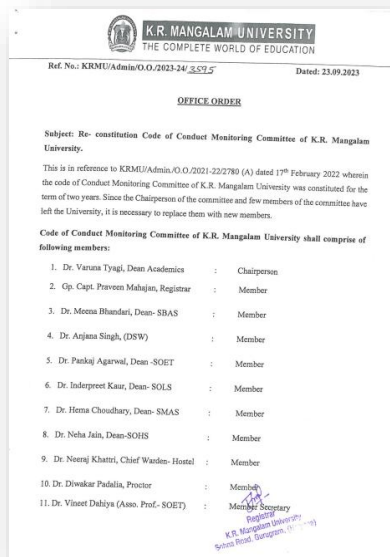 K.R. MANGALAM UNIVERSITY
THE COMPLETE WORLD OF EDUCATION
Ref. No.: KRMU/Admin/O.O./2023-24/3595
Dated: 23.09.2023
OFFICE ORDER
Subject: Re- constitution Code of Conduct Monitoring Committee of K.R. Mangalam
University.
This is in reference to KRMU/Admin./O.O./2021-22/2780 (A) dated 17th February 2022 wherein
the code of Conduct Monitoring Committee of K.R. Mangalam University was constituted for the
term of two years. Since the Chairperson of the committee and few members of the committee have
left the University, it is necessary to replace them with new members.
Code of Conduct Monitoring Committee of K.R. Mangalam University shall comprise of
following members:
1. Dr. Varuna Tyagi, Dean Academics : Chairperson
2. Gp. Capt. Praveen Mahajan, Registrar : Member
3. Dr. Meena Bhandari, Dean- SBAS : Member
4. Dr. Anjana Singh, (DSW) : Member
5. Dr. Pankaj Agarwal, Dean -SOET : Member
6. Dr. Inderpreet Kaur, Dean- SOLS : Member
7. Dr. Hema Choudhary, Dean- SMAS : Member
8. Dr. Neha Jain, Dean-SOHS : Member
9. Dr. Neeraj Khattri, Chief Warden- Hostel : Member
10. Dr. Diwakar Padalia, Proctor : Member
11. Dr. Vineet Dahiya (Asso. Prof.- SOET) : Member Secretary
Registrar
K.R. Mangalam University
Sohna Road, Gurugram,